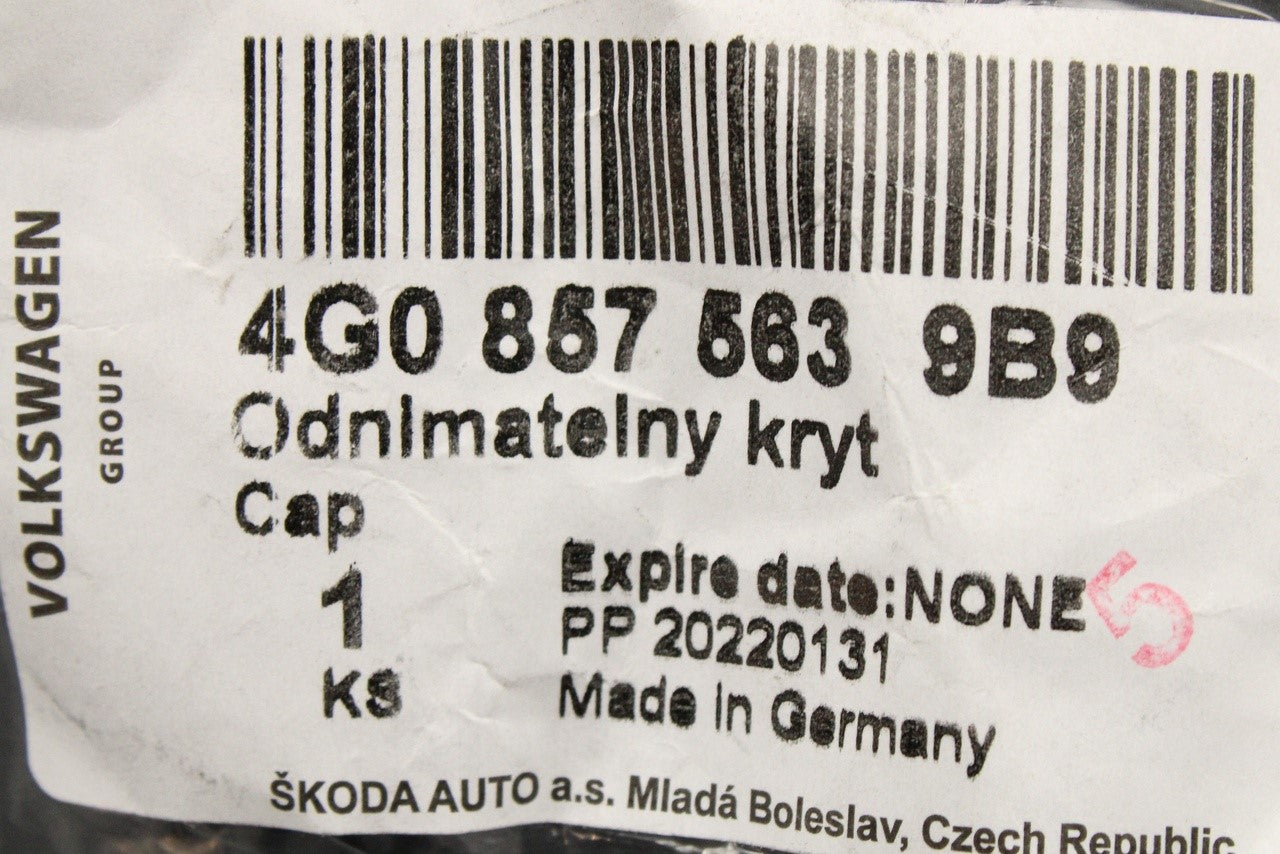 VOLKSWAGEN
GROUP
4G0 857 563 9B9
Odnimatelny kryt
Cap
1
KS
Expire date:NONE
5
PP 20220131
Made in Germany
ŠKODA AUTO a.s. Mladá Boleslav, Czech Republic